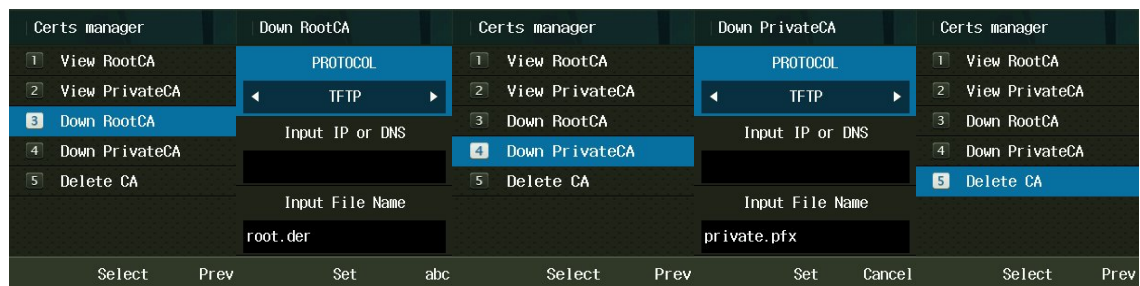 Certs manager
1 View RootCA
2 View PrivateCA
3 Down RootCA
4 Down PrivateCA
5 Delete CA
Select Prev
Down RootCA
PROTOCOL
◀ TFTP ▶
Input IP or DNS
Input File Name
root.der
Set abc
Certs manager
1 View RootCA
2 View PrivateCA
3 Down RootCA
4 Down PrivateCA
5 Delete CA
Select Prev
Down PrivateCA
PROTOCOL
◀ TFTP ▶
Input IP or DNS
Input File Name
private.pfx
Set Cancel
Certs manager
1 View RootCA
2 View PrivateCA
3 Down RootCA
4 Down PrivateCA
5 Delete CA
Select Prev